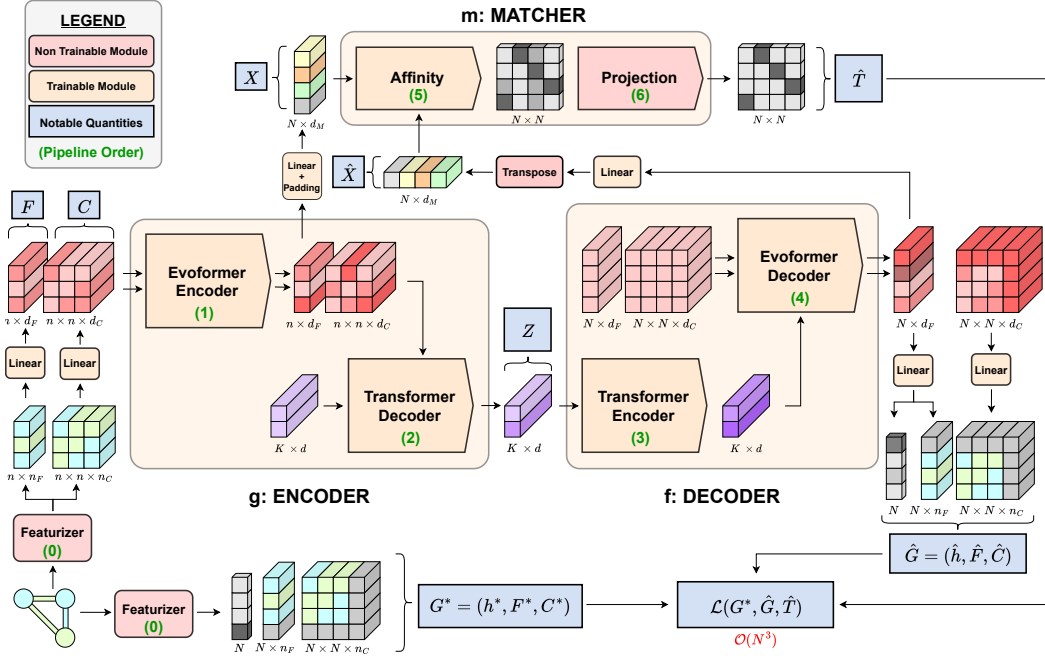 LEGEND
Non Trainable Module
Trainable Module
Notable Quantities
(Pipeline Order)
m: MATCHER
X
N × d_M
Affinity
(5)
N × N
Projection
(6)
N × N
T̂
Linear
+
Padding
X̂
N × d_M
Transpose
Linear
F
C
n × d_F
n × n × d_C
Evoformer
Encoder
(1)
n × d_F
n × n × d_C
N × d_F
N × N × d_C
Evoformer
Decoder
(4)
N × d_F
N × N × d_C
Linear
Linear
Z
Linear
Linear
K × d
Transformer
Decoder
(2)
K × d
Transformer
Encoder
(3)
K × d
n × n_F
n × n × n_C
g: ENCODER
f: DECODER
N
N × n_F
N × N × n_C
Featurizer
(0)
Ĝ = (ĥ, F̂, Ĉ)
Featurizer
(0)
N
N × n_F
N × N × n_C
G* = (h*, F*, C*)
ℒ(G*, Ĝ, T̂)
𝒪(N³)